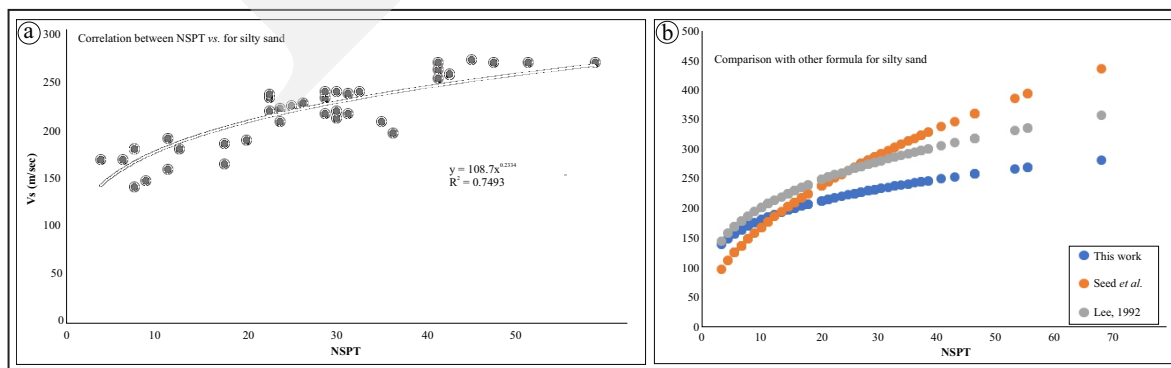 a
Correlation between NSPT vs. for silty sand
300
250
200
150
100
50
0
Vs (m/sec)
y = 108.7x^0.2334
R² = 0.7493
0 10 20 30 40 50
NSPT
b
Comparison with other formula for silty sand
500
450
400
350
300
250
200
150
100
50
0
This work
Seed et al.
Lee, 1992
0 10 20 30 40 50 60 70
NSPT